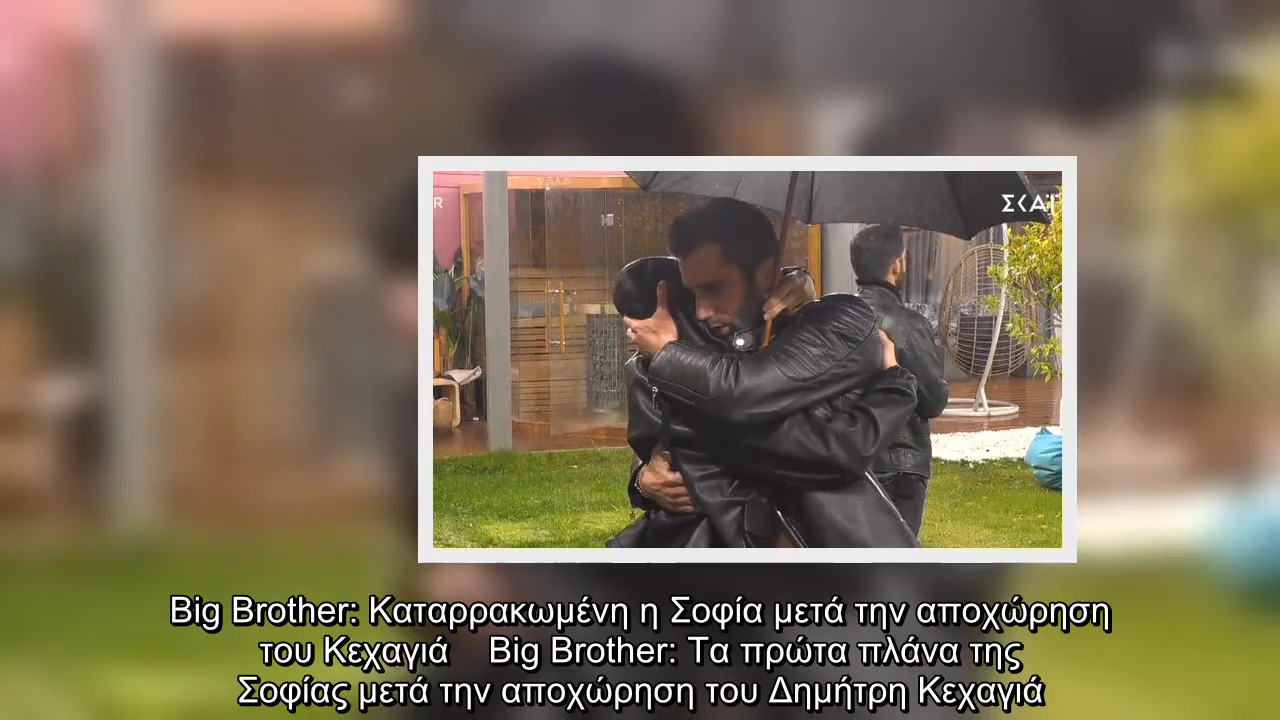 R
ΣΚΑΪ
Big Brother: Καταρρακωμένη η Σοφία μετά την αποχώρηση
του Κεχαγιά Big Brother: Τα πρώτα πλάνα της
Σοφίας μετά την αποχώρηση του Δημήτρη Κεχαγιά